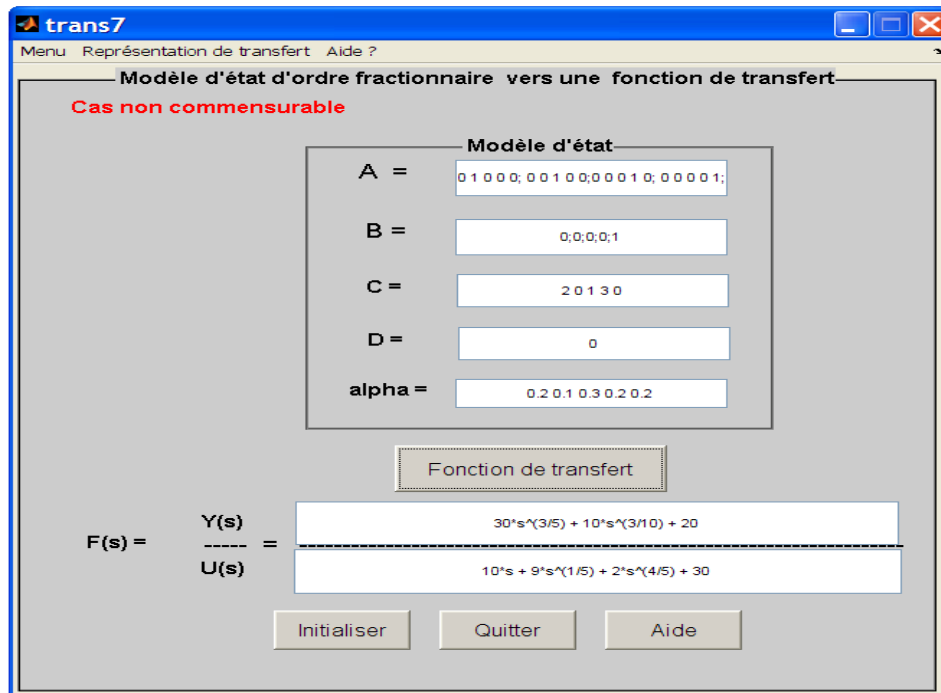 trans7
Menu Représentation de transfert Aide ?
Modèle d'état d'ordre fractionnaire vers une fonction de transfert
Cas non commensurable
Modèle d'état
A = 0 1 0 0 0; 0 0 1 0 0;0 0 0 1 0; 0 0 0 0 1;
B = 0;0;0;0;1
C = 2 0 1 3 0
D = 0
alpha = 0.2 0.1 0.3 0.2 0.2
Fonction de transfert
Y(s) 30*s^(3/5) + 10*s^(3/10) + 20
F(s) = ----- =
U(s) 10*s + 9*s^(1/5) + 2*s^(4/5) + 30
Initialiser Quitter Aide